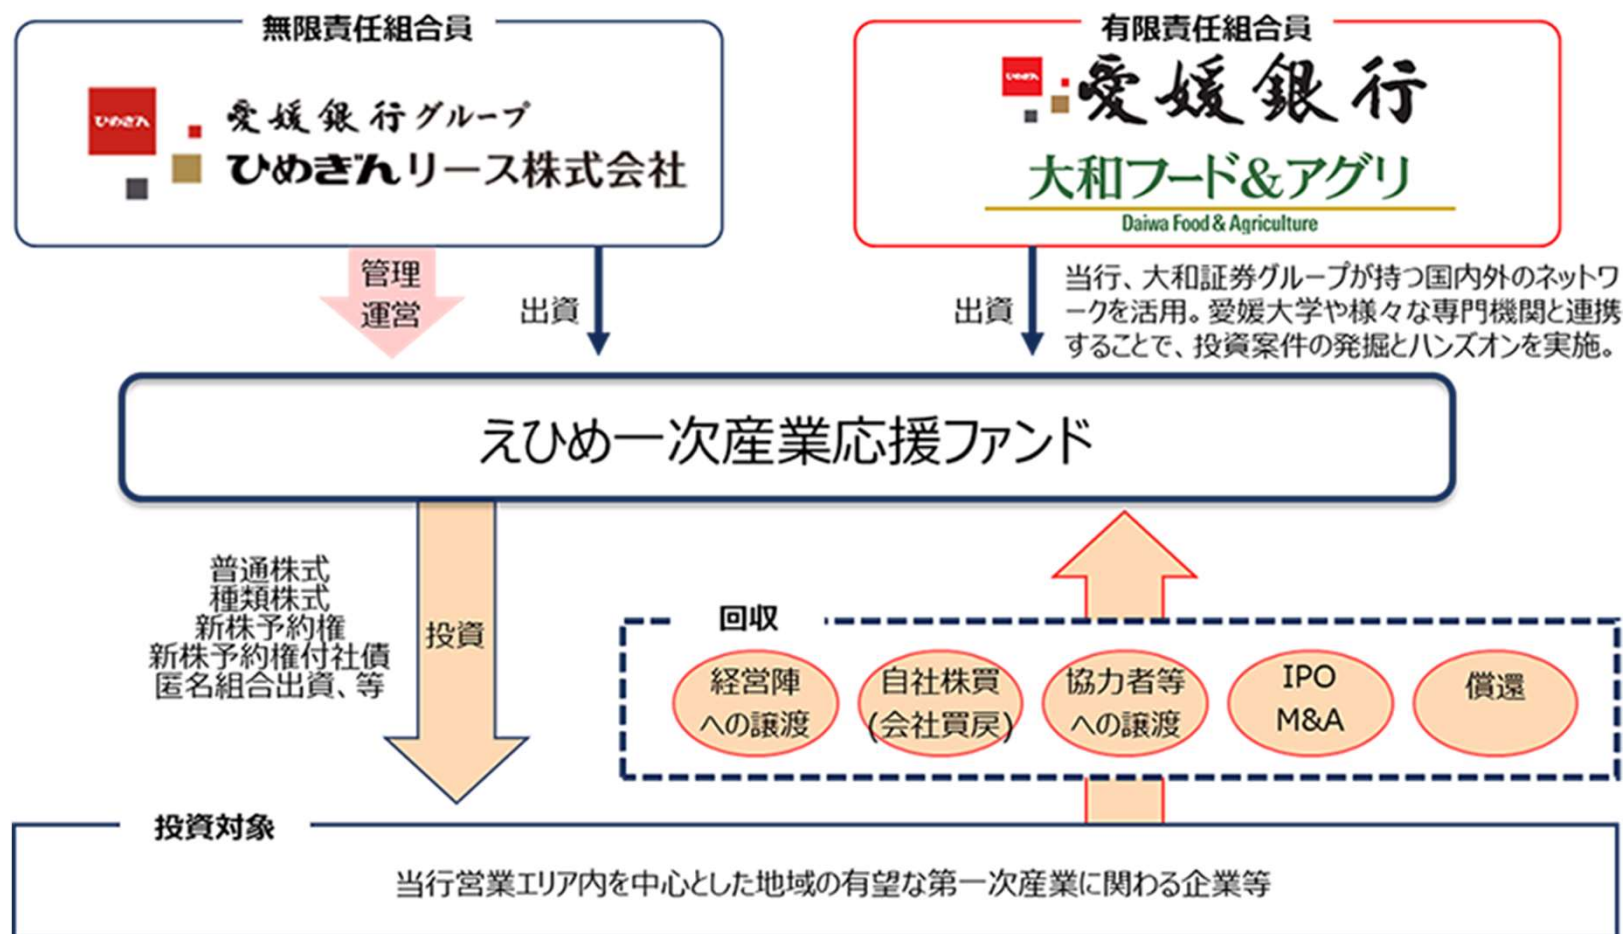 無限責任組合員
ひめぎん
愛媛銀行グループ
ひめぎんリース株式会社
有限責任組合員
ひめぎん
愛媛銀行
大和フード&アグリ
Daiwa Food & Agriculture
管理
運営
出資
出資
当行、大和証券グループが持つ国内外のネットワ
ークを活用。愛媛大学や様々な専門機関と連携
することで、投資案件の発掘とハンズオンを実施。
えひめ一次産業応援ファンド
普通株式
種類株式
新株予約権
新株予約権付社債
匿名組合出資、等
投資
回収
経営陣
への譲渡
自社株買
(会社買戻)
協力者等
への譲渡
IPO
M&A
償還
投資対象
当行営業エリア内を中心とした地域の有望な第一次産業に関わる企業等